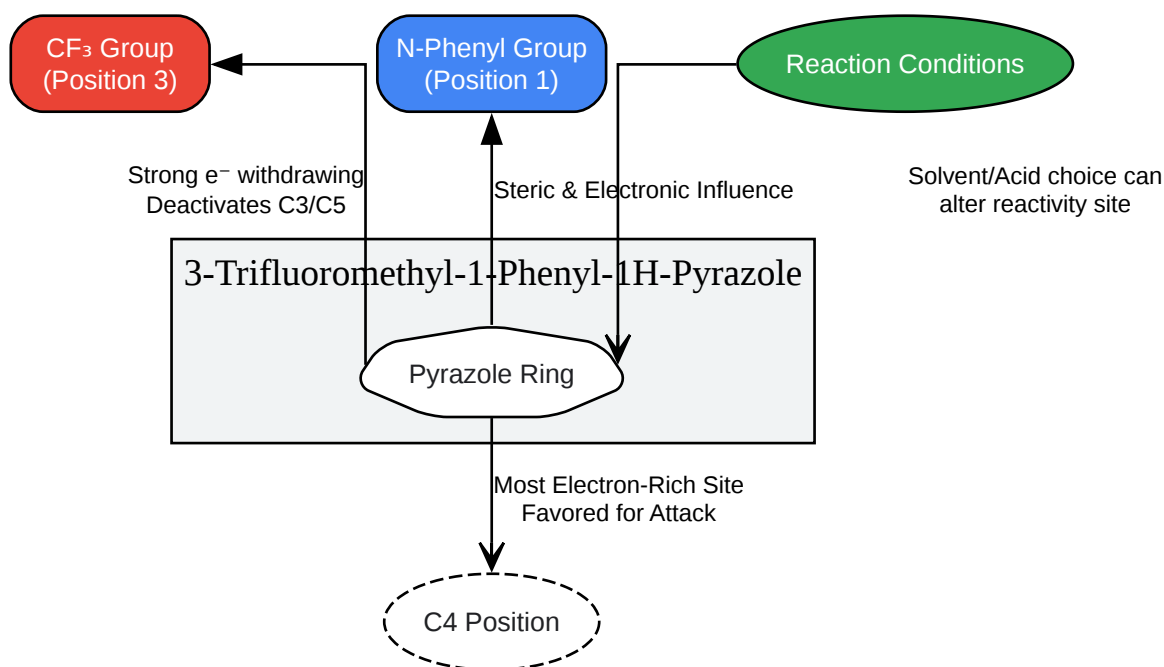 CF₃ Group
(Position 3)
N-Phenyl Group
(Position 1)
Reaction Conditions
Strong e⁻ withdrawing
Deactivates C3/C5
Steric & Electronic Influence
Solvent/Acid choice can
alter reactivity site
3-Trifluoromethyl-1-Phenyl-1H-Pyrazole
Pyrazole Ring
Most Electron-Rich Site
Favored for Attack
C4 Position